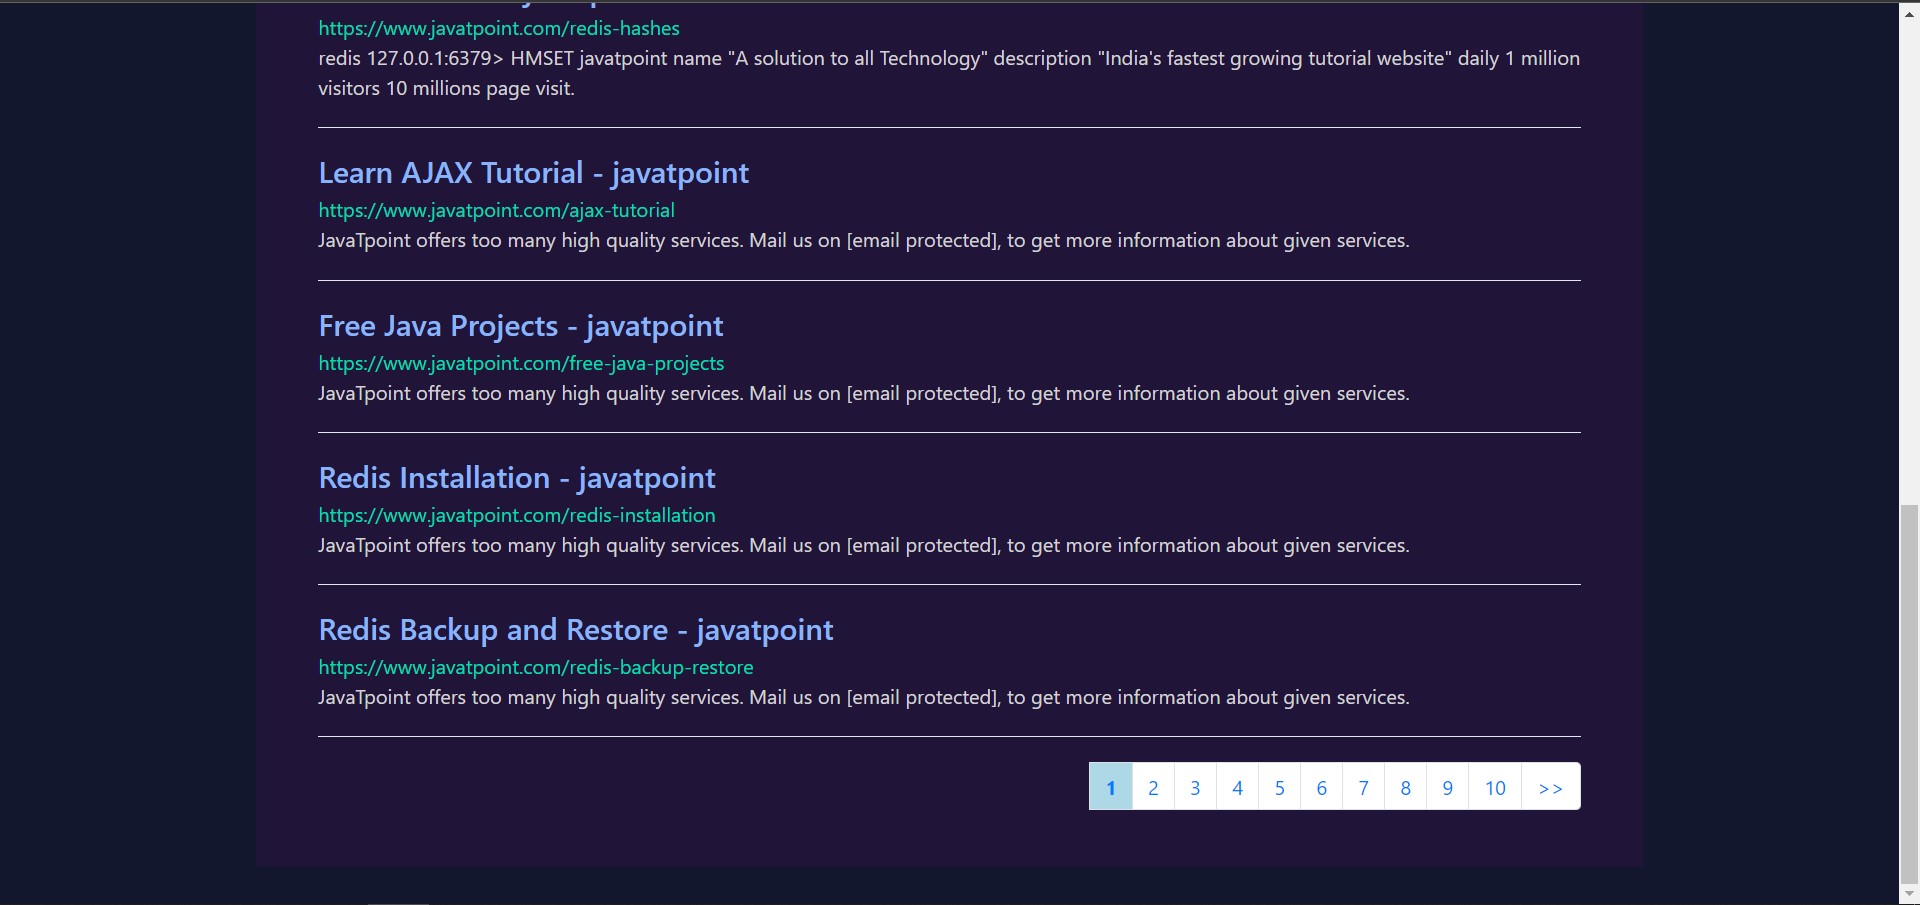 https://www.javatpoint.com/redis-hashes
redis 127.0.0.1:6379> HMSET javatpoint name "A solution to all Technology" description "India's fastest growing tutorial website" daily 1 million
visitors 10 millions page visit.
Learn AJAX Tutorial - javatpoint
https://www.javatpoint.com/ajax-tutorial
JavaTpoint offers too many high quality services. Mail us on [email protected], to get more information about given services.
Free Java Projects - javatpoint
https://www.javatpoint.com/free-java-projects
JavaTpoint offers too many high quality services. Mail us on [email protected], to get more information about given services.
Redis Installation - javatpoint
https://www.javatpoint.com/redis-installation
JavaTpoint offers too many high quality services. Mail us on [email protected], to get more information about given services.
Redis Backup and Restore - javatpoint
https://www.javatpoint.com/redis-backup-restore
JavaTpoint offers too many high quality services. Mail us on [email protected], to get more information about given services.
1 2 3 4 5 6 7 8 9 10 >>